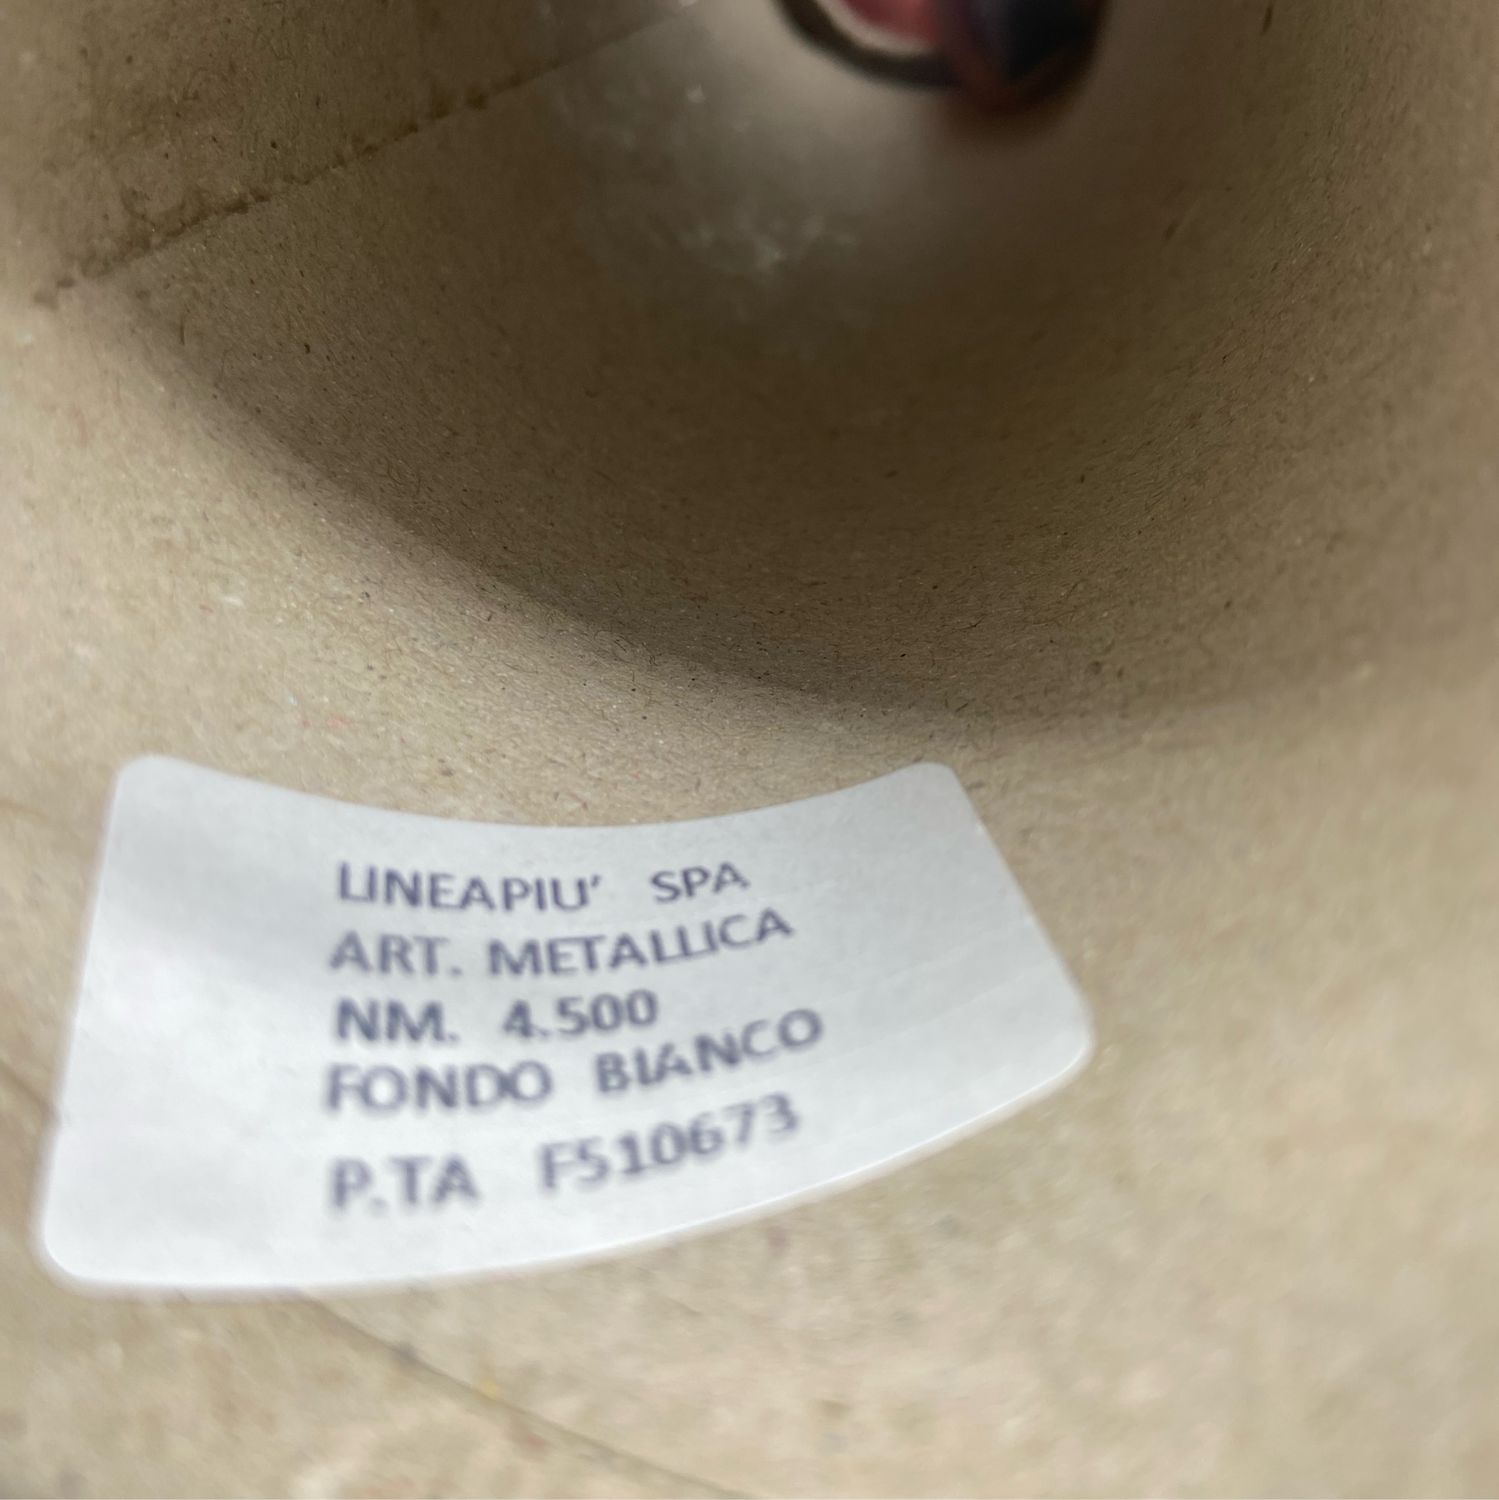 LINEAPIU' SPA
ART. METALLICA
NM. 4.500
FONDO BIANCO
P.TA F510673